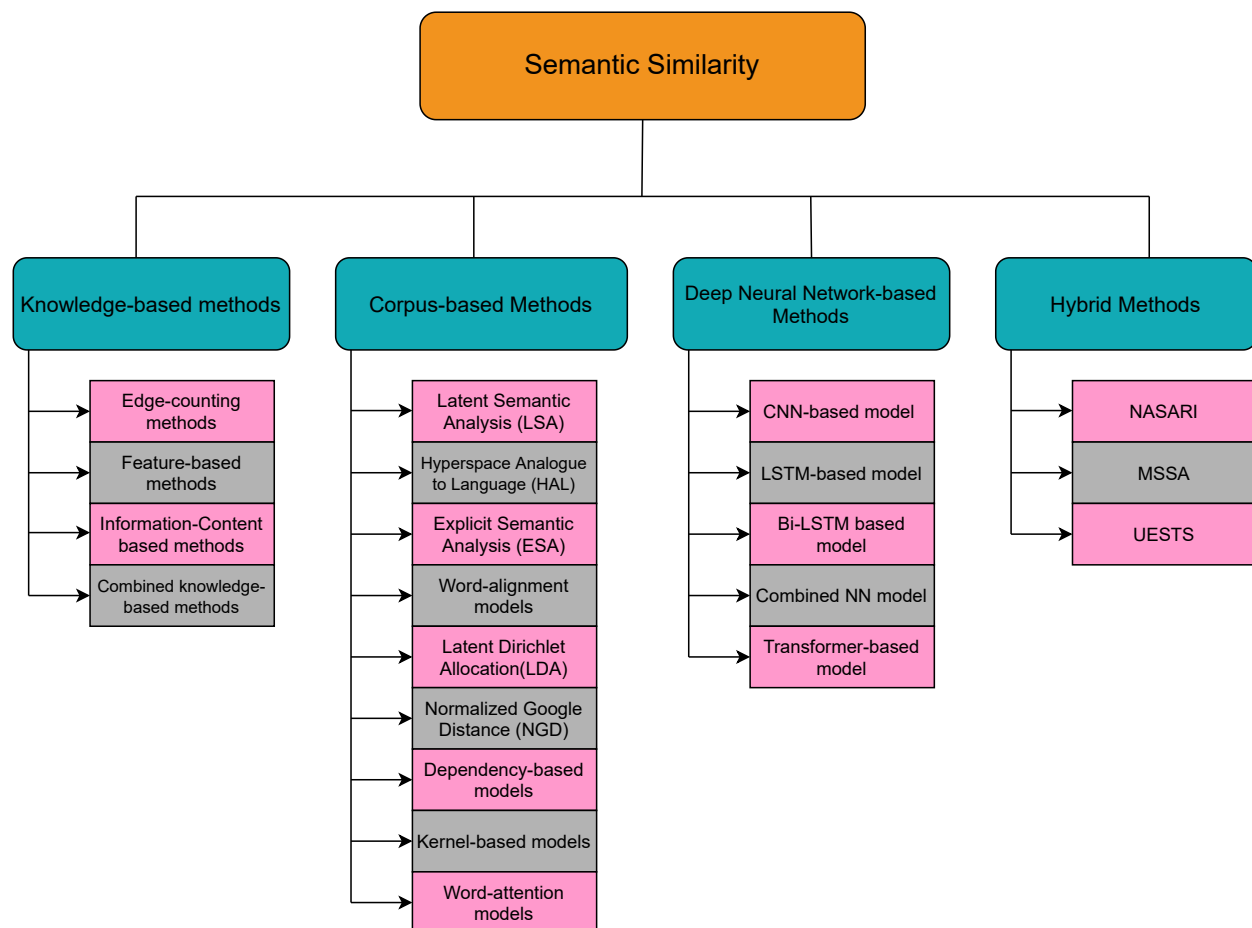 Semantic Similarity
Knowledge-based methods
Edge-counting
methods
Feature-based
methods
Information-Content
based methods
Combined knowledge-
based methods
Corpus-based Methods
Latent Semantic
Analysis (LSA)
Hyperspace Analogue
to Language (HAL)
Explicit Semantic
Analysis (ESA)
Word-alignment
models
Latent Dirichlet
Allocation(LDA)
Normalized Google
Distance (NGD)
Dependency-based
models
Kernel-based models
Word-attention
models
Deep Neural Network-based
Methods
CNN-based model
LSTM-based model
Bi-LSTM based
model
Combined NN model
Transformer-based
model
Hybrid Methods
NASARI
MSSA
UESTS